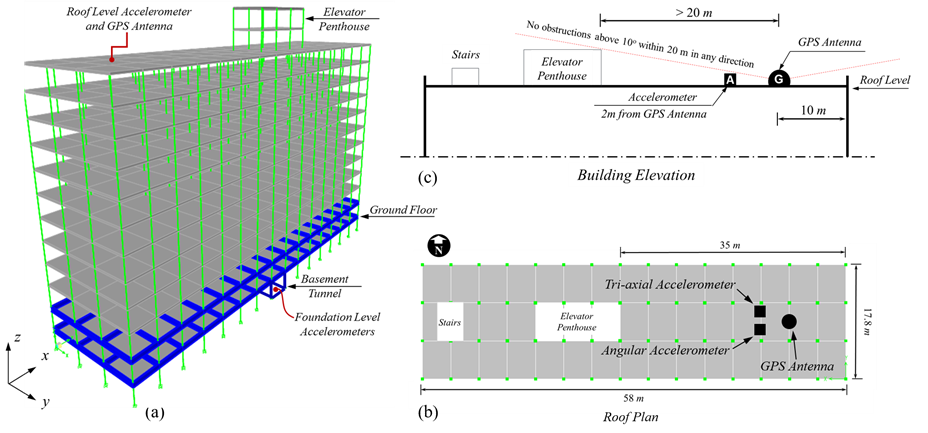 Roof Level Accelerometer
and GPS Antenna
Elevator
Penthouse
Ground Floor
Basement
Tunnel
Foundation Level
Accelerometers
z
x
y
(a)
> 20 m
No obstructions above 10° within 20 m in any direction
GPS Antenna
Stairs
Elevator
Penthouse
A
G
Roof Level
Accelerometer
2m from GPS Antenna
10 m
(c)
Building Elevation
N
35 m
Tri-axial Accelerometer
Stairs
Elevator
Penthouse
17.8 m
Angular Accelerometer
GPS Antenna
58 m
(b)
Roof Plan